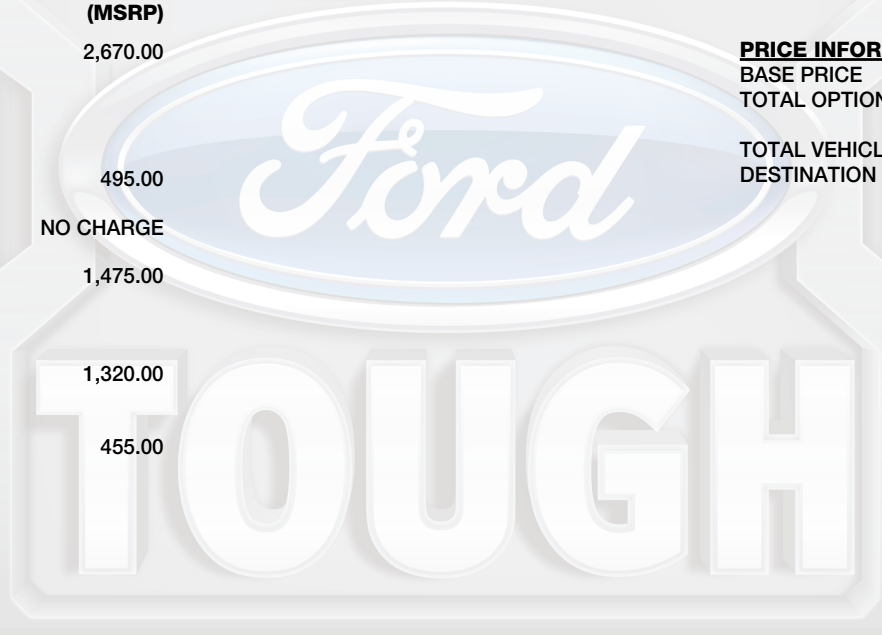 (MSRP)
2,670.00
495.00
NO CHARGE
1,475.00
1,320.00
455.00
PRICE INFOR
BASE PRICE
TOTAL OPTION
TOTAL VEHICL
DESTINATION
Ford
TOUGH